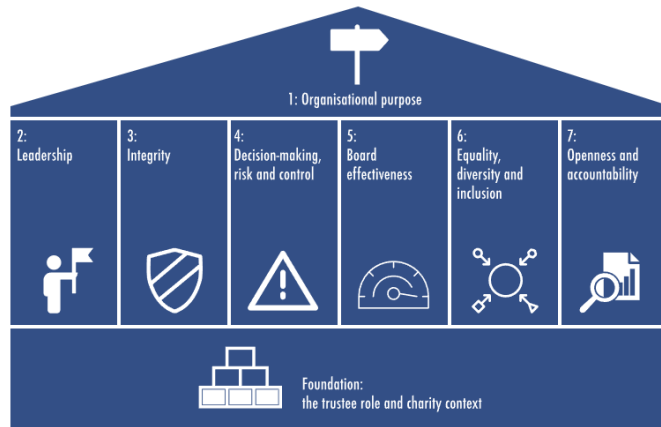 1: Organisational purpose
2:
Leadership
3:
Integrity
4:
Decision-making,
risk and control
5:
Board
effectiveness
6:
Equality,
diversity and
inclusion
7:
Openness and
accountability
Foundation:
the trustee role and charity context